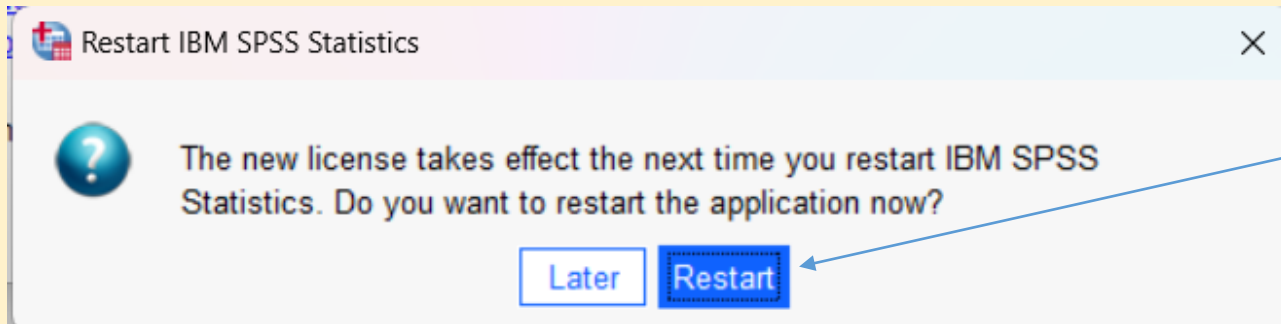 Restart IBM SPSS Statistics
The new license takes effect the next time you restart IBM SPSS
Statistics. Do you want to restart the application now?
Later Restart